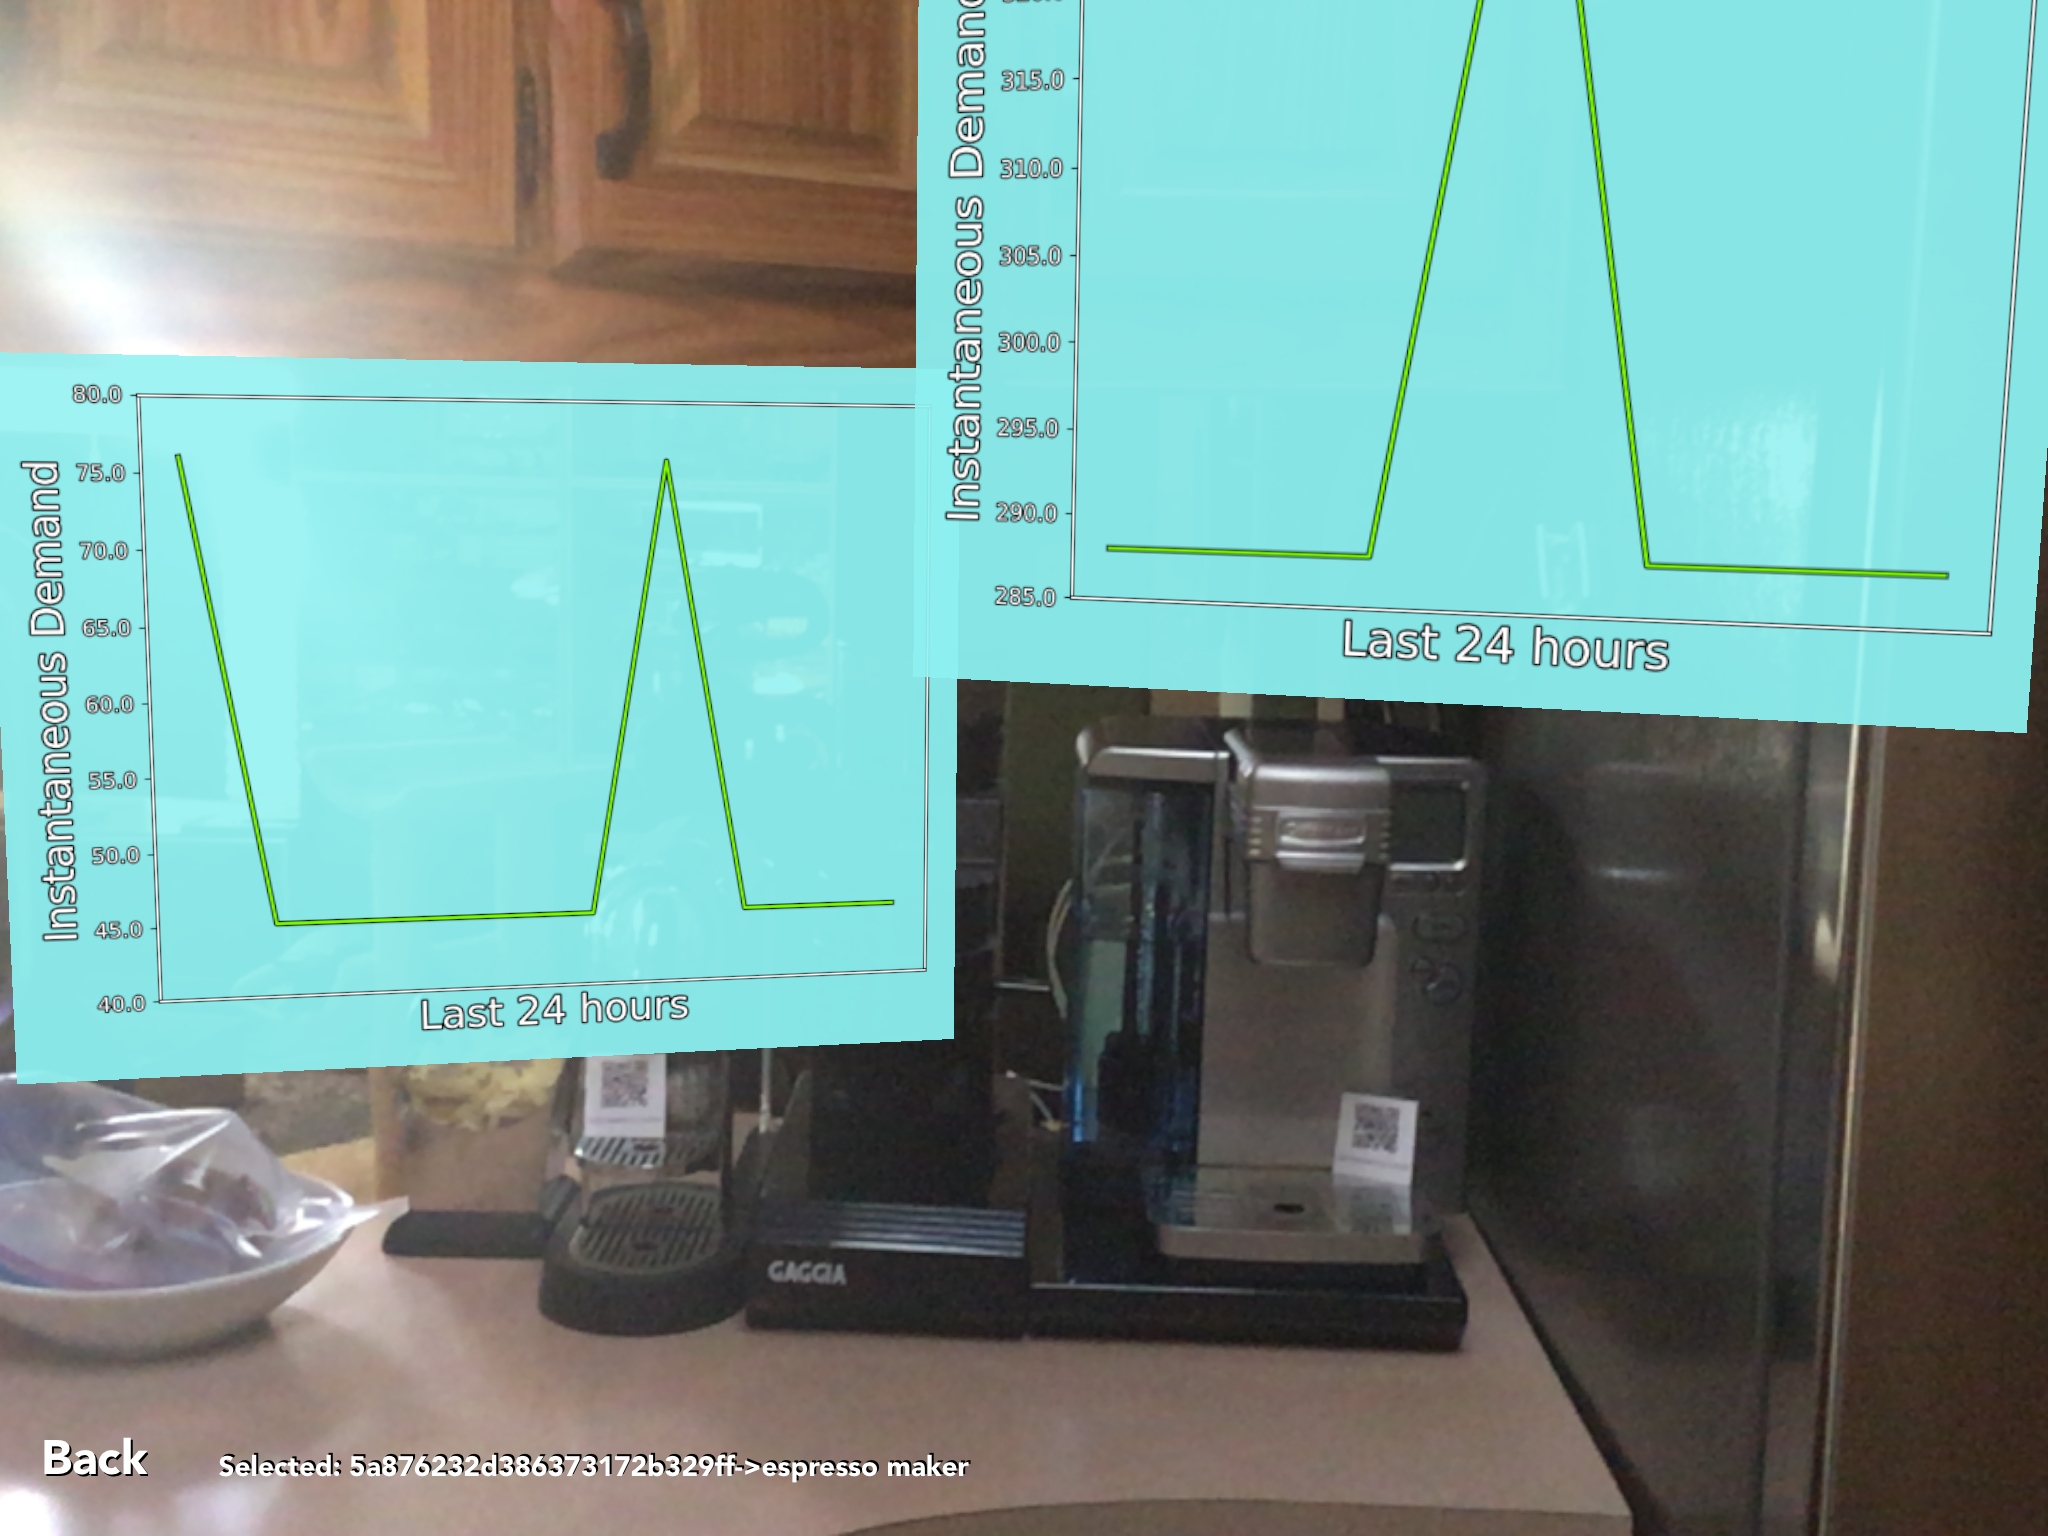 80.0
75.0
70.0
65.0
60.0
55.0
50.0
45.0
40.0
Instantaneous Demand
Last 24 hours
315.0
310.0
305.0
300.0
295.0
290.0
285.0
Instantaneous
Last 24 hours
GAGGIA
Back
Selected: 5a876232d386373172b329ff->espresso maker